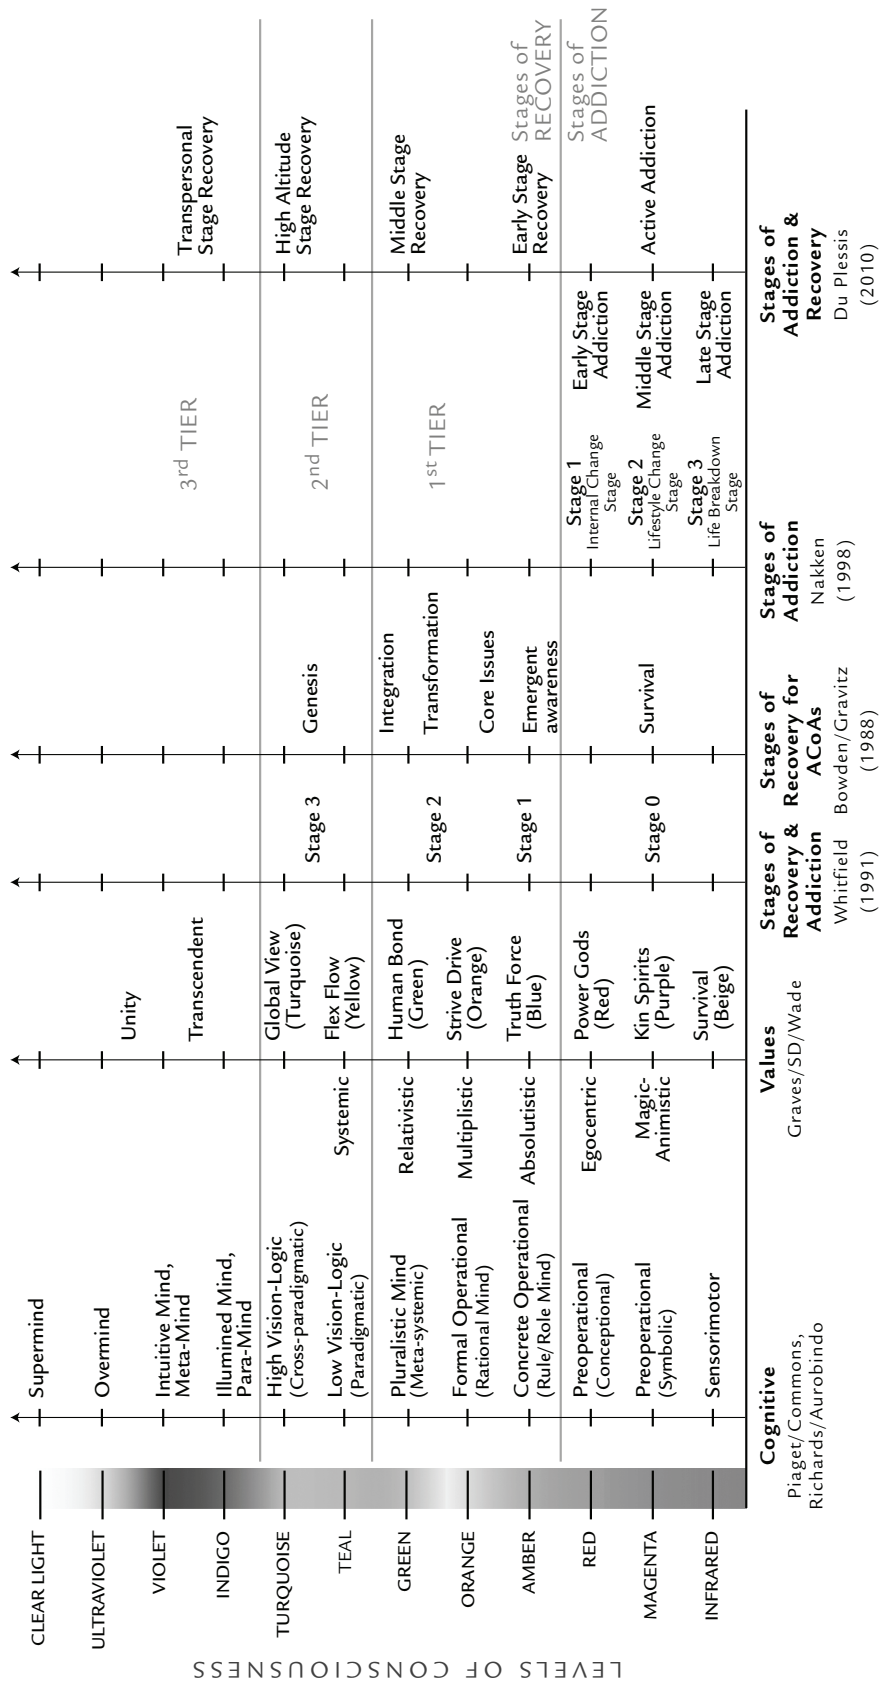 LEVELS OF CONSCIOUSNESS
CLEAR LIGHT
ULTRAVIOLET
VIOLET
INDIGO
TURQUOISE
TEAL
GREEN
ORANGE
AMBER
RED
MAGENTA
INFRARED
Supermind
Overmind
Intuitive Mind,
Meta-Mind
Illumined Mind,
Para-Mind
High Vision-Logic
(Cross-paradigmatic)
Low Vision-Logic
(Paradigmatic)
Pluralistic Mind
(Meta-systemic)
Formal Operational
(Rational Mind)
Concrete Operational
(Rule/Role Mind)
Preoperational
(Conceptional)
Preoperational
(Symbolic)
Sensorimotor
Cognitive
Piaget/Commons,
Richards/Aurobindo
Systemic
Relativistic
Multiplistic
Absolutistic
Egocentric
Magic-
Animistic
Unity
Transcendent
Global View
(Turquoise)
Flex Flow
(Yellow)
Human Bond
(Green)
Strive Drive
(Orange)
Truth Force
(Blue)
Power Gods
(Red)
Kin Spirits
(Purple)
Survival
(Beige)
Values
Graves/SD/Wade
Stage 3
Stage 2
Stage 1
Stage 0
Stages of
Recovery &
Addiction
Whitfield
(1991)
Genesis
Integration
Transformation
Core Issues
Emergent
awareness
Survival
Stages of
Recovery for
ACoAs
Bowden/Gravitz
(1988)
3rd TIER
2nd TIER
1st TIER
Stage 1
Internal Change
Stage
Stage 2
Lifestyle Change
Stage
Stage 3
Life Breakdown
Stage
Stages of
Addiction
Nakken
(1998)
Early Stage
Addiction
Middle Stage
Addiction
Late Stage
Addiction
Transpersonal
Stage Recovery
High Altitude
Stage Recovery
Middle Stage
Recovery
Early Stage
Recovery
Active Addiction
Stages of
RECOVERY
Stages of
ADDICTION
Stages of
Addiction &
Recovery
Du Plessis
(2010)